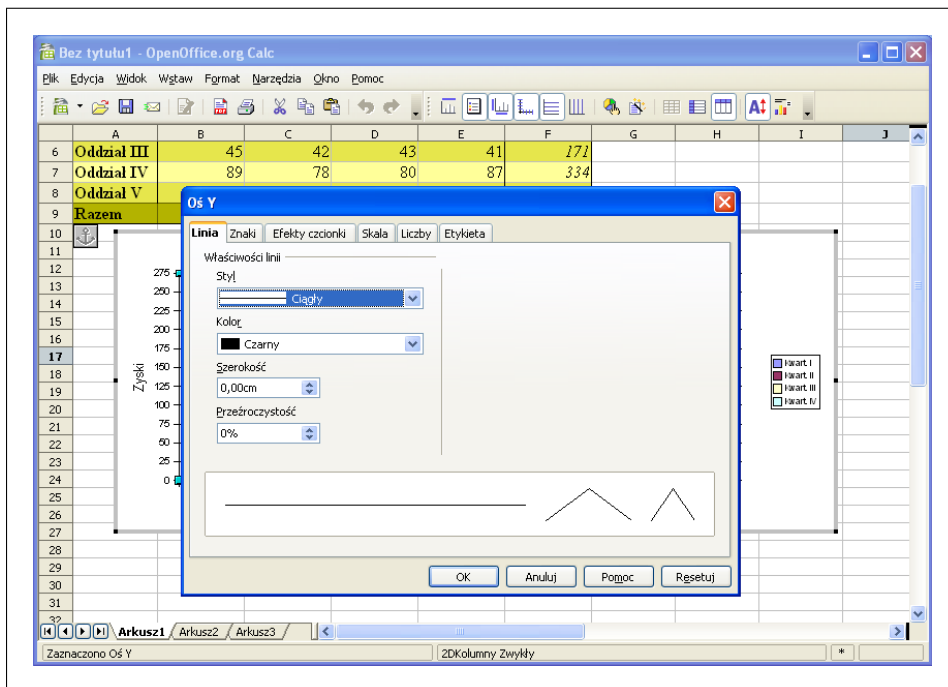 Bez tytułu1 - OpenOffice.org Calc
Plik Edycja Widok Wstaw Format Narzędzia Okno Pomoc
A B C D E F G H I J
6 Oddział III 45 42 43 41 171
7 Oddział IV 89 78 80 87 334
8 Oddział V
9 Razem
10
11
12
13
14
15
16
17
18
19
20
21
22
23
24
25
26
27
28
29
30
31
32
275
250
225
200
175
150
125
100
75
50
25
0
Zyski
Oś Y
Linia Znaki Efekty czcionki Skala Liczby Etykieta
Właściwości linii
Styl
Ciągły
Kolor
Czarny
Szerokość
0,00cm
Przeźroczystość
0%
OK Anuluj Pomoc Resetuj
Kwart. I
Kwart. II
Kwart. III
Kwart. IV
Arkusz1 Arkusz2 Arkusz3
Zaznaczono Oś Y 2DKolumny Zwykły *